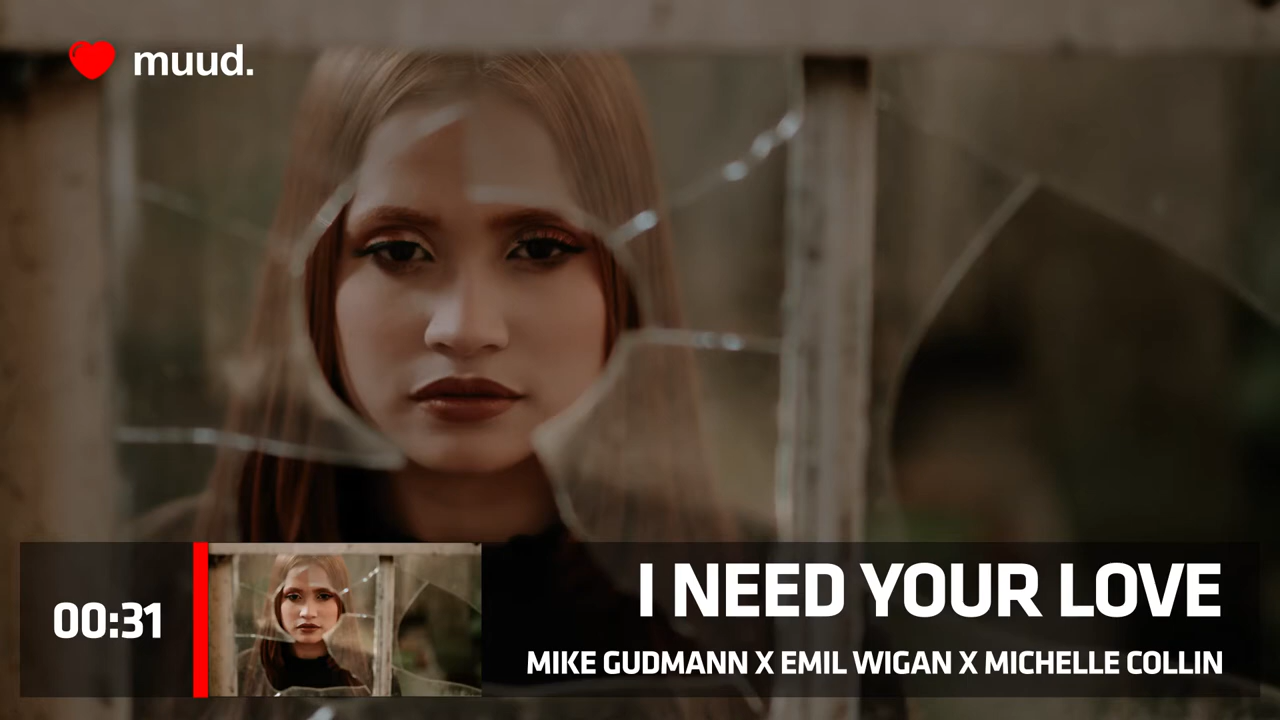 muud.
00:31
I NEED YOUR LOVE
MIKE GUDMANN X EMIL WIGAN X MICHELLE COLLIN